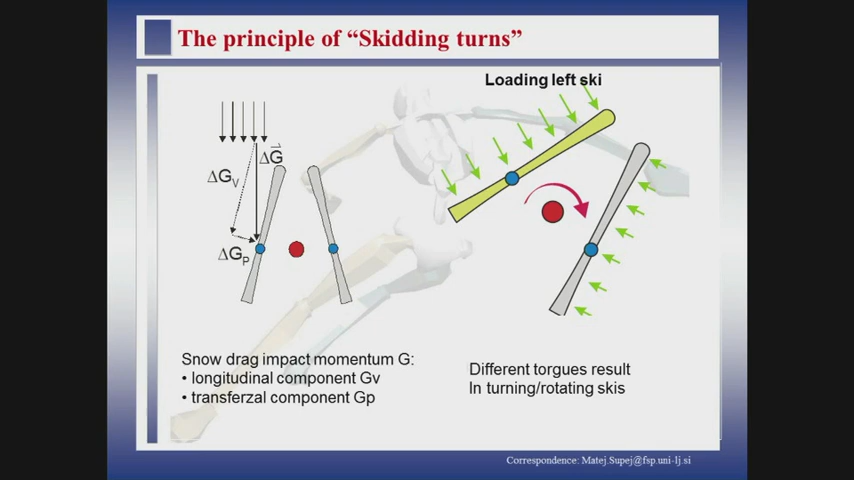 The principle of “Skidding turns”
Loading left ski
ΔG
ΔGV
ΔGP
Snow drag impact momentum G:
• longitudinal component Gv
• transferzal component Gp
Different torgues result
In turning/rotating skis
Correspondence: Matej.Supej@fsp.uni-lj.si